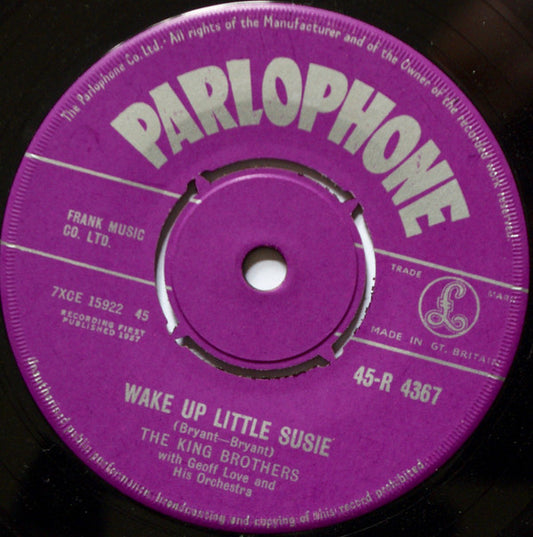 The Parlophone Co. Ltd. · All rights of the Manufacturer and of the Owner of the recorded work
PARLOPHONE
FRANK MUSIC
CO. LTD.
TRADE MARK
£
7XCE 15922 45
RECORDING FIRST
PUBLISHED 1957
MADE IN GT. BRITAIN
45-R 4367
WAKE UP LITTLE SUSIE
(Bryant—Bryant)
THE KING BROTHERS
with Geoff Love and
His Orchestra
Unauthorised public performance, broadcasting and copying of this record prohibited.